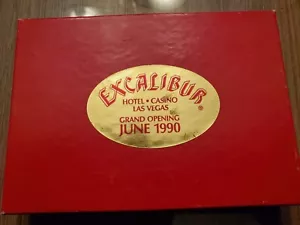 EXCALIBUR
®
HOTEL • CASINO
LAS VEGAS
GRAND OPENING
JUNE 1990